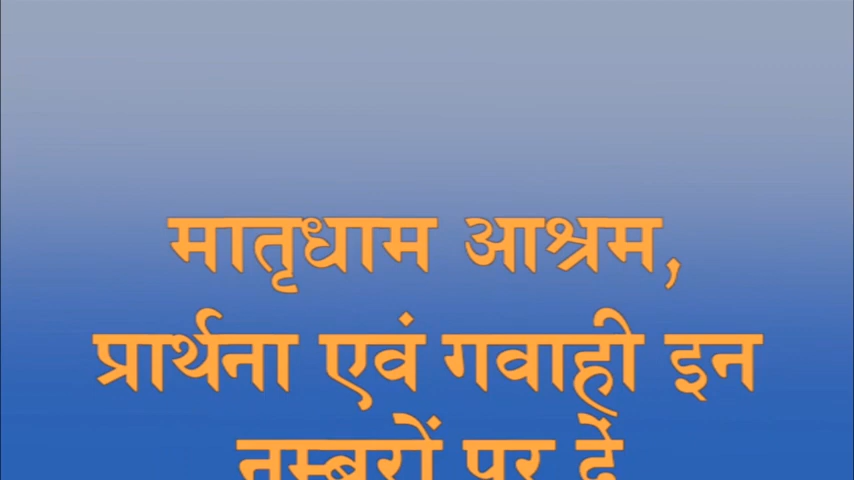 मातृधाम आश्रम,
प्रार्थना एवं गवाही इन
नम्बरों पर दें